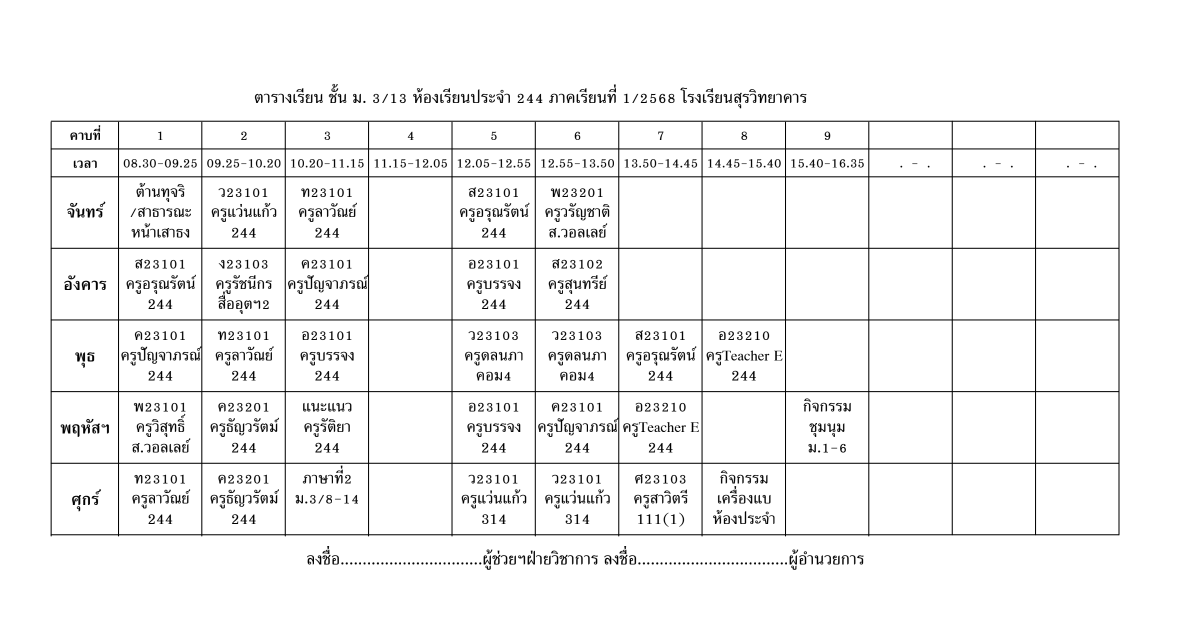 ตารางเรียน ชั้น ม. 3/13 ห้องเรียนประจำ 244 ภาคเรียนที่ 1/2568 โรงเรียนสุรวิทยาคาร
คาบที่ 1 2 3 4 5 6 7 8 9
เวลา 08.30-09.25 09.25-10.20 10.20-11.15 11.15-12.05 12.05-12.55 12.55-13.50 13.50-14.45 14.45-15.40 15.40-16.35 . - . . - . . - .
ต้านทุจริ ว23101 ท23101 ส23101 พ23201
จันทร์ /สาธารณะ ครูแว่นแก้ว ครูลาวัณย์ ครูอรุณรัตน์ ครูวรัญชาติ
หน้าเสาธง 244 244 244 ส.วอลเลย์
ส23101 ง23103 ค23101 อ23101 ส23102
อังคาร ครูอรุณรัตน์ ครูรัชนีกร ครูปัญจาภรณ์ ครูบรรจง ครูสุนทรีย์
244 สื่ออุตฯ2 244 244 244
ค23101 ท23101 อ23101 ว23103 ว23103 ส23101 อ23210
พุธ ครูปัญจาภรณ์ ครูลาวัณย์ ครูบรรจง ครูดลนภา ครูดลนภา ครูอรุณรัตน์ ครูTeacher E
244 244 244 คอม4 คอม4 244 244
พ23101 ค23201 แนะแนว อ23101 ค23101 อ23210 กิจกรรม
พฤหัสฯ ครูวิสุทธิ์ ครูธัญวรัตม์ ครูรัติยา ครูบรรจง ครูปัญจาภรณ์ ครูTeacher E ชุมนุม
ส.วอลเลย์ 244 244 244 244 244 ม.1-6
ท23101 ค23201 ภาษาที่2 ว23101 ว23101 ศ23103 กิจกรรม
ศุกร์ ครูลาวัณย์ ครูธัญวรัตม์ ม.3/8-14 ครูแว่นแก้ว ครูแว่นแก้ว ครูสาวิตรี เครื่องแบ
244 244 314 314 111(1) ห้องประจำ
ลงชื่อ................................ผู้ช่วยฯฝ่ายวิชาการ ลงชื่อ..................................ผู้อำนวยการ